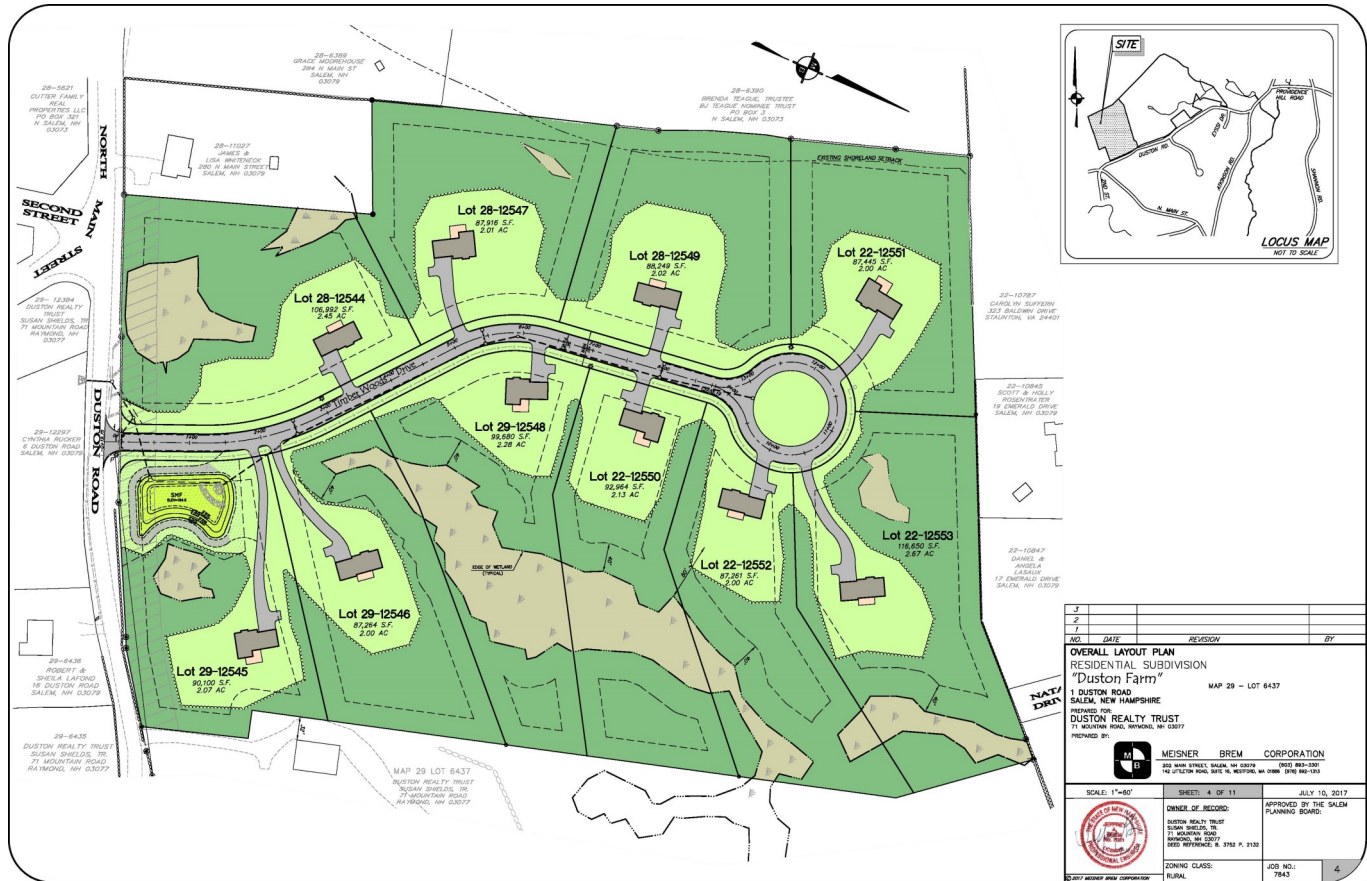 28-5821
CUTTER FAMILY
REAL
PROPERTIES LLC
PO BOX 321
N SALEM, NH
03073
28-6389
GRACE MOOREHOUSE
284 N MAIN ST
SALEM, NH
03079
28-11027
JAMES &
LISA WHITENECK
280 N MAIN STREET
SALEM, NH 03079
28-6390
BRENDA TEAGUE, TRUSTEE
BJ TEAGUE NOMINEE TRUST
PO BOX 3
N SALEM, NH 03073
EXISTING SHORELAND SETBACK
NORTH MAIN STREET
SECOND
STREET
29-12384
DUSTON REALTY
TRUST
SUSAN SHIELDS, TR.
71 MOUNTAIN ROAD
RAYMOND, NH
03077
DUSTON ROAD
29-12297
CYNTHIA RUCKER
6 DUSTON ROAD
SALEM, NH 03079
29-6436
ROBERT &
SHEILA LAFOND
16 DUSTON ROAD
SALEM, NH 03079
29-6435
DUSTON REALTY TRUST
SUSAN SHIELDS, TR.
71 MOUNTAIN ROAD
RAYMOND, NH 03077
Lot 28-12547
87,916 S.F.
2.01 AC
Lot 28-12549
88,249 S.F.
2.02 AC
Lot 22-12551
87,445 S.F.
2.00 AC
Lot 28-12544
106,992 S.F.
2.45 AC
Timber Woods Drive
Lot 29-12548
99,680 S.F.
2.28 AC
Lot 22-12550
92,964 S.F.
2.13 AC
Lot 22-12552
87,261 S.F.
2.00 AC
Lot 22-12553
116,650 S.F.
2.67 AC
SMF
EDGE OF WETLAND
(TYPICAL)
Lot 29-12546
87,264 S.F.
2.00 AC
Lot 29-12545
90,100 S.F.
2.07 AC
MAP 29 LOT 6437
DUSTON REALTY TRUST
SUSAN SHIELDS, TR.
71 MOUNTAIN ROAD
RAYMOND, NH 03077
22-10787
CAROLYN SUFFERN
323 BALDWIN DRIVE
STAUNTON, VA 24401
22-10845
SCOTT & HOLLY
ROSENTRATER
19 EMERALD DRIVE
SALEM, NH 03079
22-10847
DANIEL &
ANGELA
LASAUX
17 EMERALD DRIVE
SALEM, NH 03079
SITE
PROVIDENCE
HILL ROAD
DUSTON RD.
2ND ST.
N. MAIN ST.
ATKINSON RD.
SHANNON RD.
LOCUS MAP
NOT TO SCALE
3
2
1
NO. DATE REVISION BY
OVERALL LAYOUT PLAN
RESIDENTIAL SUBDIVISION
"Duston Farm"
MAP 29 - LOT 6437
1 DUSTON ROAD
SALEM, NEW HAMPSHIRE
PREPARED FOR:
DUSTON REALTY TRUST
71 MOUNTAIN ROAD, RAYMOND, NH 03077
PREPARED BY:
M B
MEISNER BREM CORPORATION
202 MAIN STREET, SALEM, NH 03079 (603) 893-3301
142 LITTLETON ROAD, SUITE 16, WESTFORD, MA 01886 (978) 692-1313
SCALE: 1"=60'
SHEET: 4 OF 11
JULY 10, 2017
OWNER OF RECORD:
DUSTON REALTY TRUST
SUSAN SHIELDS, TR.
71 MOUNTAIN ROAD
RAYMOND, NH 03077
DEED REFERENCE: B. 3752 P. 2132
APPROVED BY THE SALEM
PLANNING BOARD:
ZONING CLASS:
RURAL
JOB NO.:
7843
4
© 2017 MEISNER BREM CORPORATION